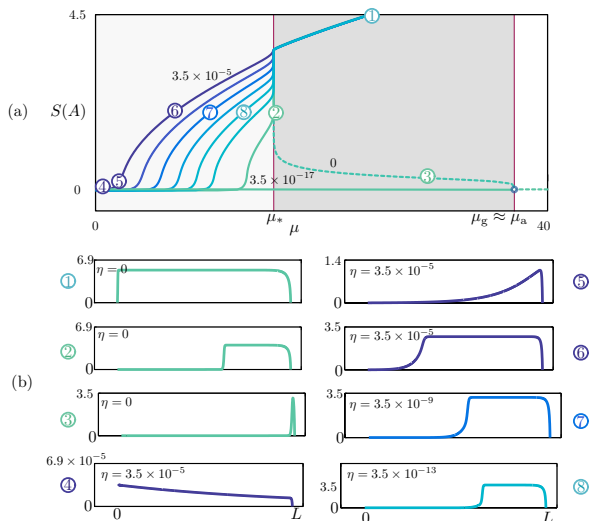 4.5
①
3.5 × 10⁻⁵
(a)
S(A)
⑥
⑦
⑧
②
0
③
④
⑤
3.5 × 10⁻¹⁷
0
μ*
μ
μg ≈ μa
40
6.9
η = 0
①
0
1.4
η = 3.5 × 10⁻⁵
⑤
0
6.9
η = 0
②
0
3.5
η = 3.5 × 10⁻⁵
⑥
0
(b)
3.5
η = 0
③
0
3.5
η = 3.5 × 10⁻⁹
⑦
0
6.9 × 10⁻⁵
η = 3.5 × 10⁻⁵
④
0
0
L
η = 3.5 × 10⁻¹³
3.5
⑧
0
0
L